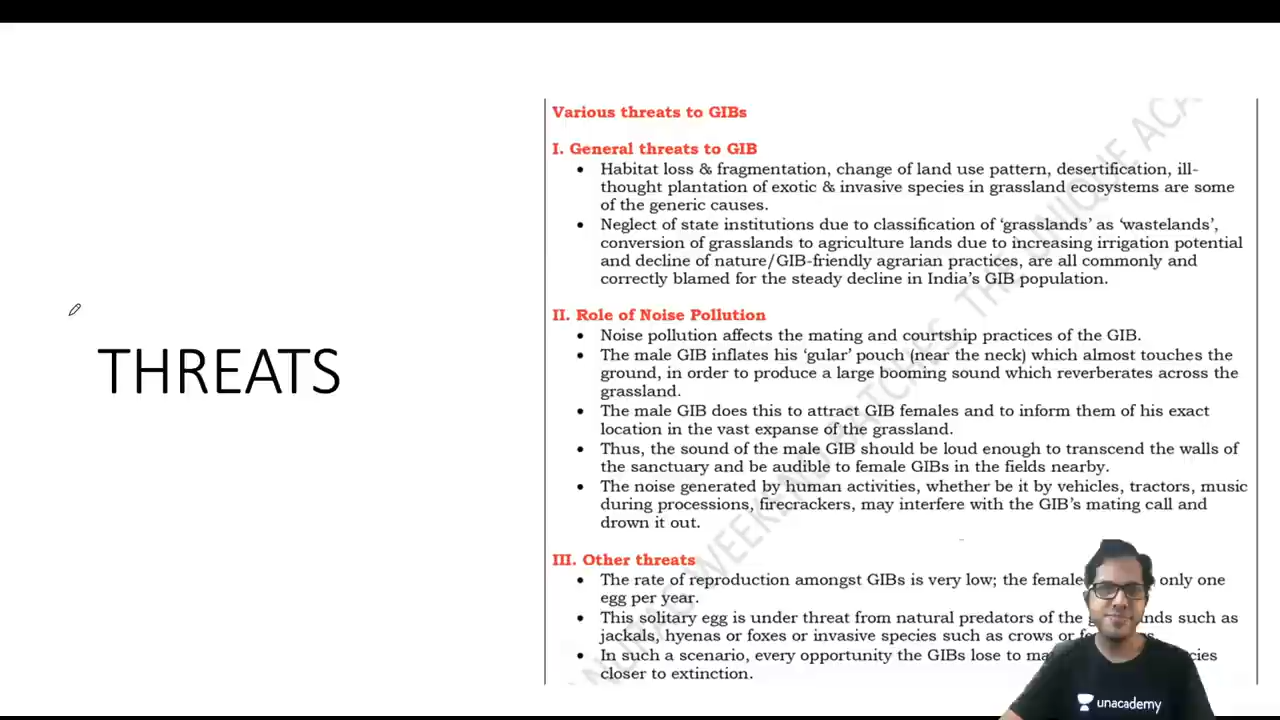 THREATS
Various threats to GIBs
I. General threats to GIB
• Habitat loss & fragmentation, change of land use pattern, desertification, ill-
thought plantation of exotic & invasive species in grassland ecosystems are some
of the generic causes.
• Neglect of state institutions due to classification of ‘grasslands’ as ‘wastelands’,
conversion of grasslands to agriculture lands due to increasing irrigation potential
and decline of nature/GIB-friendly agrarian practices, are all commonly and
correctly blamed for the steady decline in India’s GIB population.
II. Role of Noise Pollution
• Noise pollution affects the mating and courtship practices of the GIB.
• The male GIB inflates his ‘gular’ pouch (near the neck) which almost touches the
ground, in order to produce a large booming sound which reverberates across the
grassland.
• The male GIB does this to attract GIB females and to inform them of his exact
location in the vast expanse of the grassland.
• Thus, the sound of the male GIB should be loud enough to transcend the walls of
the sanctuary and be audible to female GIBs in the fields nearby.
• The noise generated by human activities, whether be it by vehicles, tractors, music
during processions, firecrackers, may interfere with the GIB’s mating call and
drown it out.
III. Other threats
• The rate of reproduction amongst GIBs is very low; the female only one
egg per year.
• This solitary egg is under threat from natural predators of the such as
jackals, hyenas or foxes or invasive species such as crows or
• In such a scenario, every opportunity the GIBs lose to
closer to extinction.
WEEKEND BATCHES, THE UNIQUE
unacademy